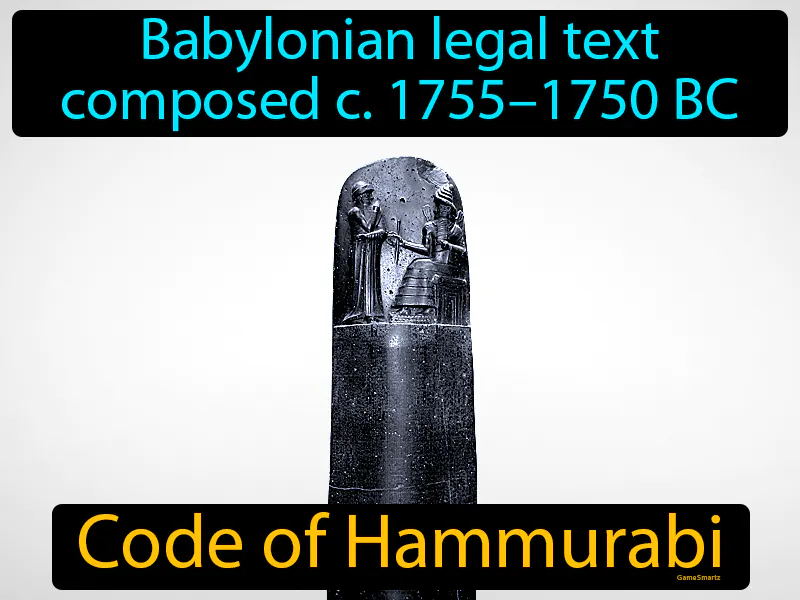 Babylonian legal text
composed c. 1755–1750 BC
Code of Hammurabi
GameSmartz